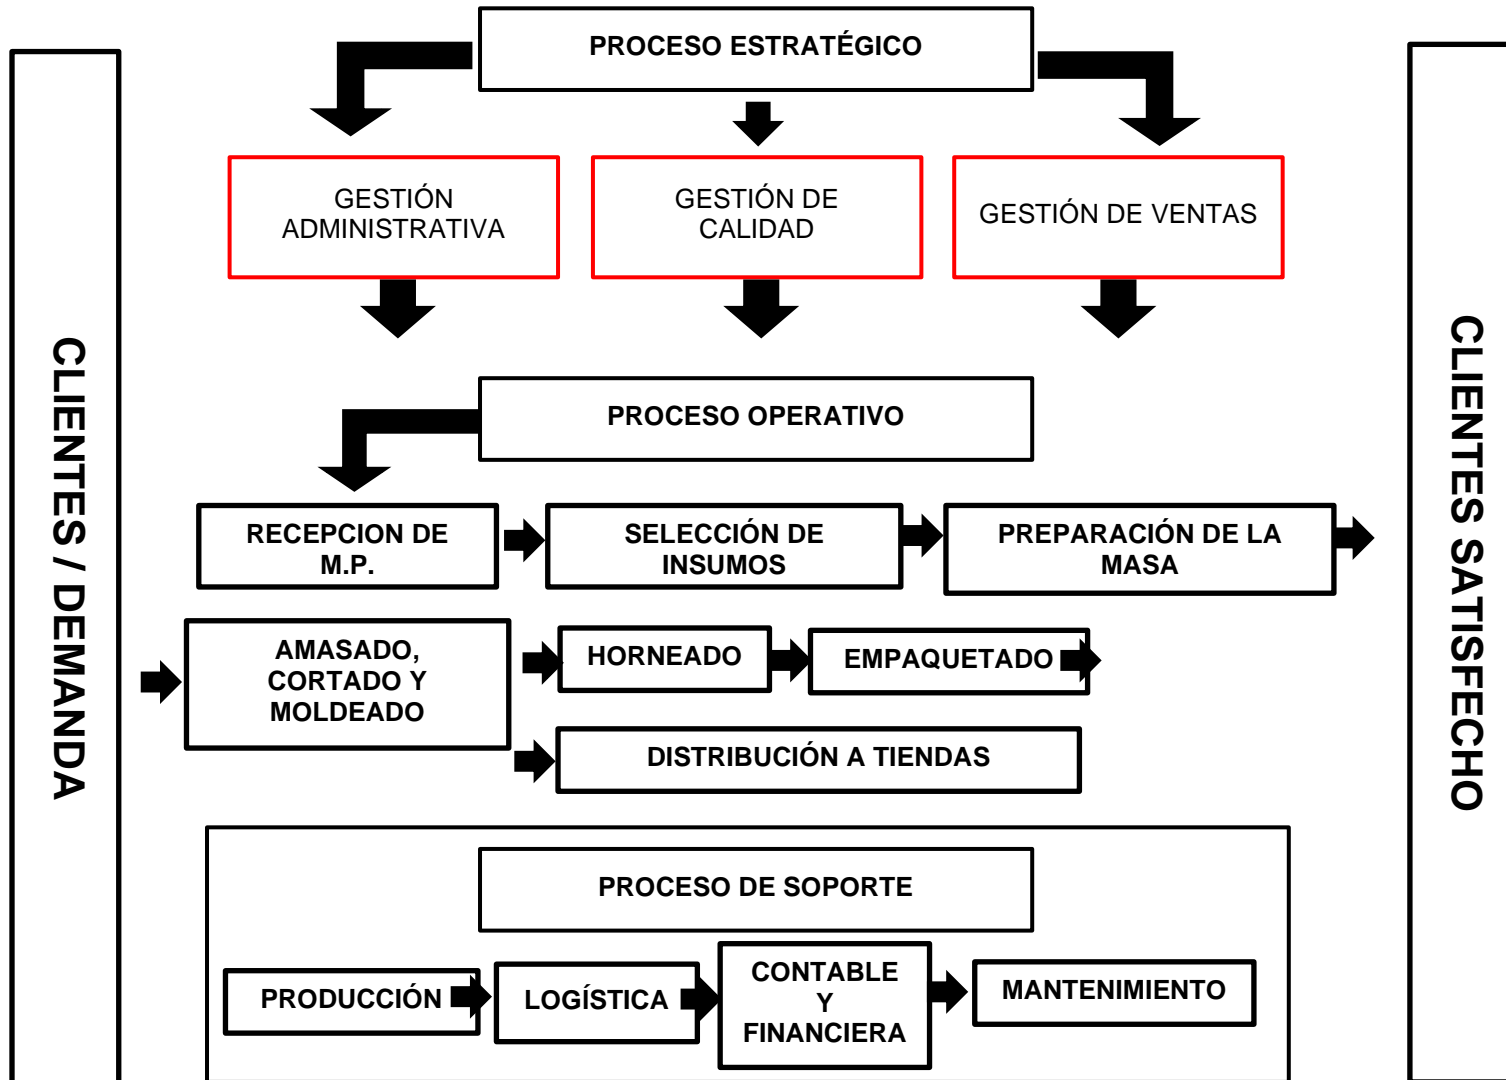 PROCESO ESTRATÉGICO
GESTIÓN
ADMINISTRATIVA
GESTIÓN DE
CALIDAD
GESTIÓN DE VENTAS
CLIENTES / DEMANDA
CLIENTES SATISFECHO
PROCESO OPERATIVO
RECEPCION DE
M.P.
SELECCIÓN DE
INSUMOS
PREPARACIÓN DE LA
MASA
AMASADO,
CORTADO Y
MOLDEADO
HORNEADO
EMPAQUETADO
DISTRIBUCIÓN A TIENDAS
PROCESO DE SOPORTE
PRODUCCIÓN
LOGÍSTICA
CONTABLE
Y
FINANCIERA
MANTENIMIENTO